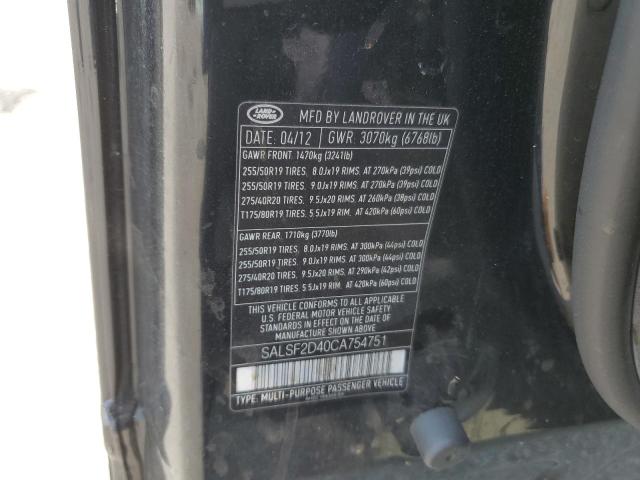 LAND
ROVER
MFD BY LANDROVER IN THE UK
DATE: 04/12 GWR: 3070kg (6768lb)
GAWR FRONT: 1470kg (3241lb)
255/50R19 TIRES, 8.0Jx19 RIMS, AT 270kPa (39psi) COLD
255/50R19 TIRES, 9.0Jx19 RIMS, AT 270kPa (39psi) COLD
275/40R20 TIRES, 9.5Jx20 RIMS AT 260kPa (38psi) COLD
T175/80R19 TIRES, 5.5Jx19 RIM, AT 420kPa (60psi) COLD
GAWR REAR: 1710kg (3770lb)
255/50R19 TIRES, 8.0Jx19 RIMS, AT 300kPa (44psi) COLD
255/50R19 TIRES, 9.0Jx19 RIMS, AT 300kPa (44psi) COLD
275/40R20 TIRES, 9.5Jx20 RIMS AT 290kPa (42psi) COLD
T175/80R19 TIRES, 5.5Jx19 RIM, AT 420kPa (60psi) COLD
THIS VEHICLE CONFORMS TO ALL APPLICABLE
U.S. FEDERAL MOTOR VEHICLE SAFETY
STANDARDS IN EFFECT ON THE DATE OF
MANUFACTURE SHOWN ABOVE
SALSF2D40CA754751
TYPE: MULTI-PURPOSE PASSENGER VEHICLE